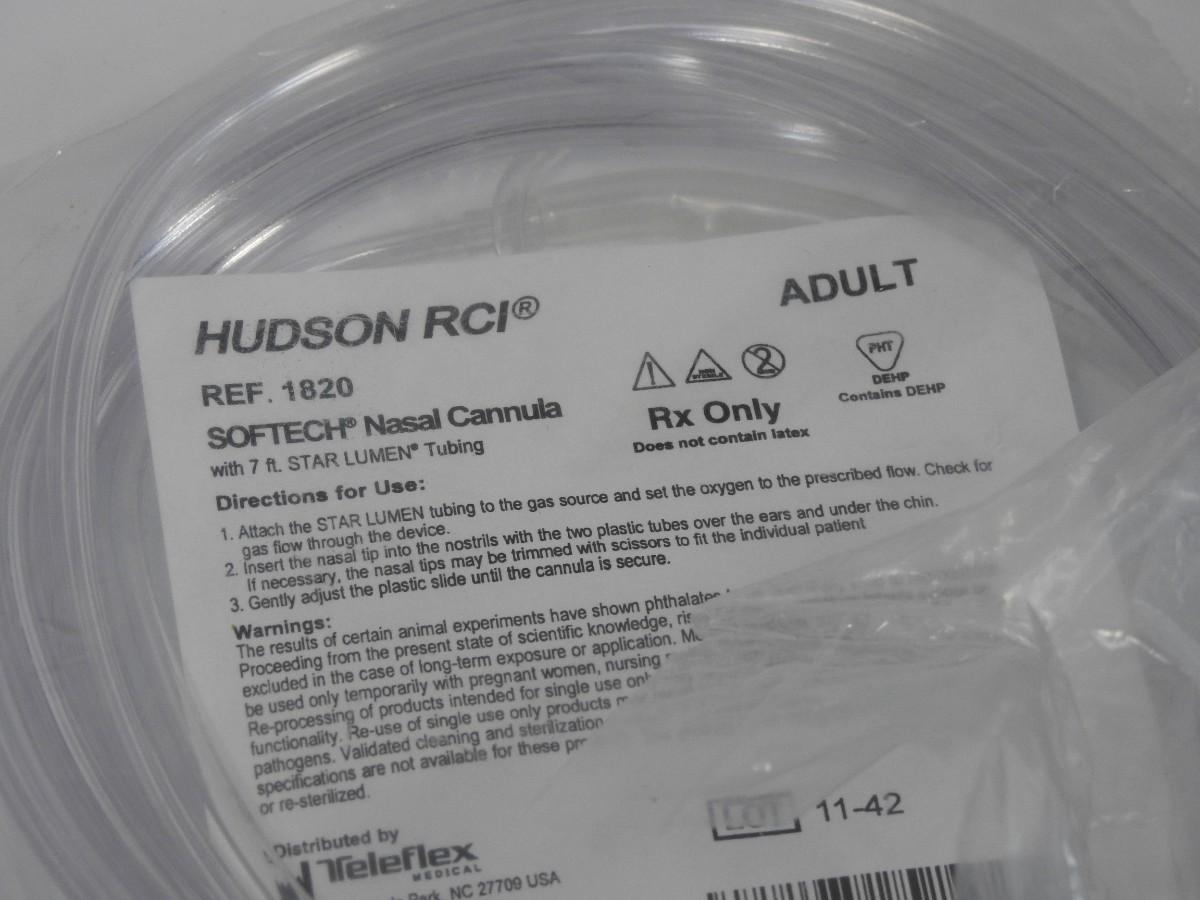 HUDSON RCI®
ADULT
REF. 1820
SOFTECH® Nasal Cannula
with 7 ft. STAR LUMEN® Tubing
NON STERILE
2
PHT
DEHP
Contains DEHP
Rx Only
Does not contain latex
Directions for Use:
1. Attach the STAR LUMEN tubing to the gas source and set the oxygen to the prescribed flow. Check for
gas flow through the device.
2. Insert the nasal tip into the nostrils with the two plastic tubes over the ears and under the chin.
If necessary, the nasal tips may be trimmed with scissors to fit the individual patient
3. Gently adjust the plastic slide until the cannula is secure.
Warnings:
The results of certain animal experiments have shown phthalates
Proceeding from the present state of scientific knowledge,
excluded in the case of long-term exposure or application.
be used only temporarily with pregnant women, nursing
Re-processing of products intended for single use only
functionality. Re-use of single use only products
pathogens. Validated cleaning and sterilization
specifications are not available for these
or re-sterilized.
LOT 11-42
Distributed by
Teleflex
MEDICAL
Park, NC 27709 USA